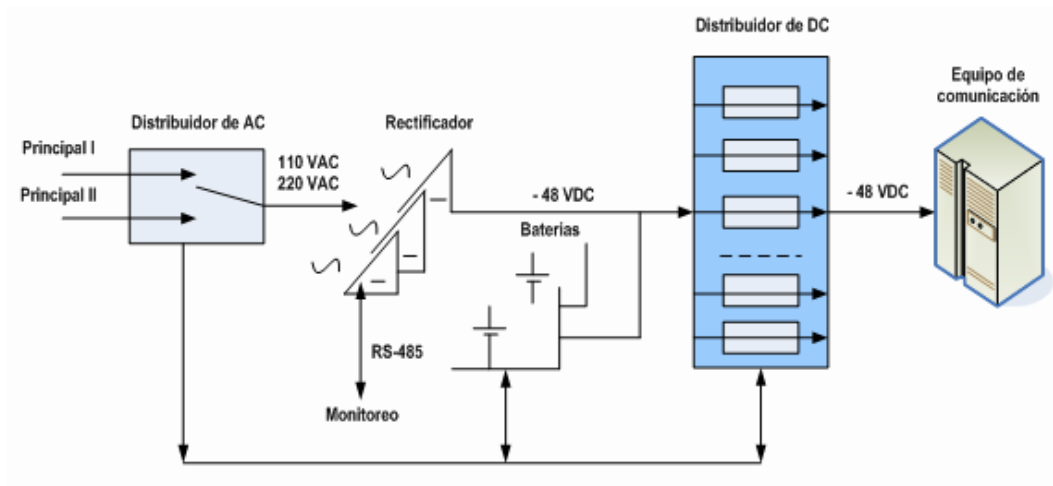 Distribuidor de DC
Equipo de
comunicación
Distribuidor de AC
Rectificador
Principal I
Principal II
110 VAC
220 VAC
- 48 VDC
- 48 VDC
Baterias
RS-485
Monitoreo